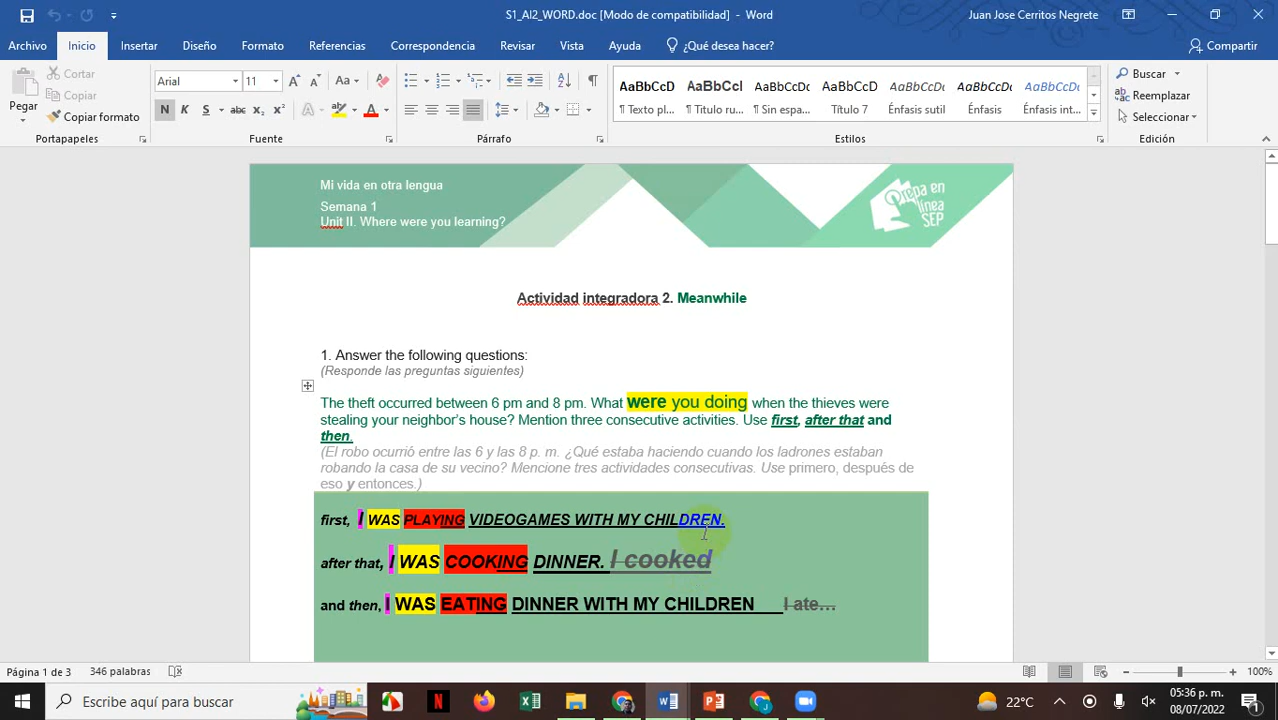 S1_AI2_WORD.doc [Modo de compatibilidad] - Word
Juan Jose Cerritos Negrete
Archivo Inicio Insertar Diseño Formato Referencias Correspondencia Revisar Vista Ayuda ¿Qué desea hacer? Compartir
Pegar
Cortar
Copiar
Copiar formato
Portapapeles
Arial 11 Aa
N K S abc x₂ x² A A
Fuente
Párrafo
AaBbCcD AaBbCcI AaBbCcDc AaBbCcD AaBbCcDı AaBbCcDı AaBbCcDı
¶ Texto pl... ¶ Titulo ru... ¶ Sin espa... ¶ Título 7 Énfasis sutil Énfasis Énfasis int...
Estilos
Buscar
Reemplazar
Seleccionar
Edición
Mi vida en otra lengua
Semana 1
Unit II. Where were you learning?
Prepa en
línea
SEP
Actividad integradora 2. Meanwhile
1. Answer the following questions:
(Responde las preguntas siguientes)
The theft occurred between 6 pm and 8 pm. What were you doing when the thieves were
stealing your neighbor's house? Mention three consecutive activities. Use first, after that and
then.
(El robo ocurrió entre las 6 y las 8 p. m. ¿Qué estaba haciendo cuando los ladrones estaban
robando la casa de su vecino? Mencione tres actividades consecutivas. Use primero, después de
eso y entonces.)
first, I WAS PLAYING VIDEOGAMES WITH MY CHILDREN.
after that, I WAS COOKING DINNER. I cooked
and then, I WAS EATING DINNER WITH MY CHILDREN I ate...
Página 1 de 3 346 palabras 100%
Escribe aquí para buscar
22°C
05:36 p. m.
08/07/2022